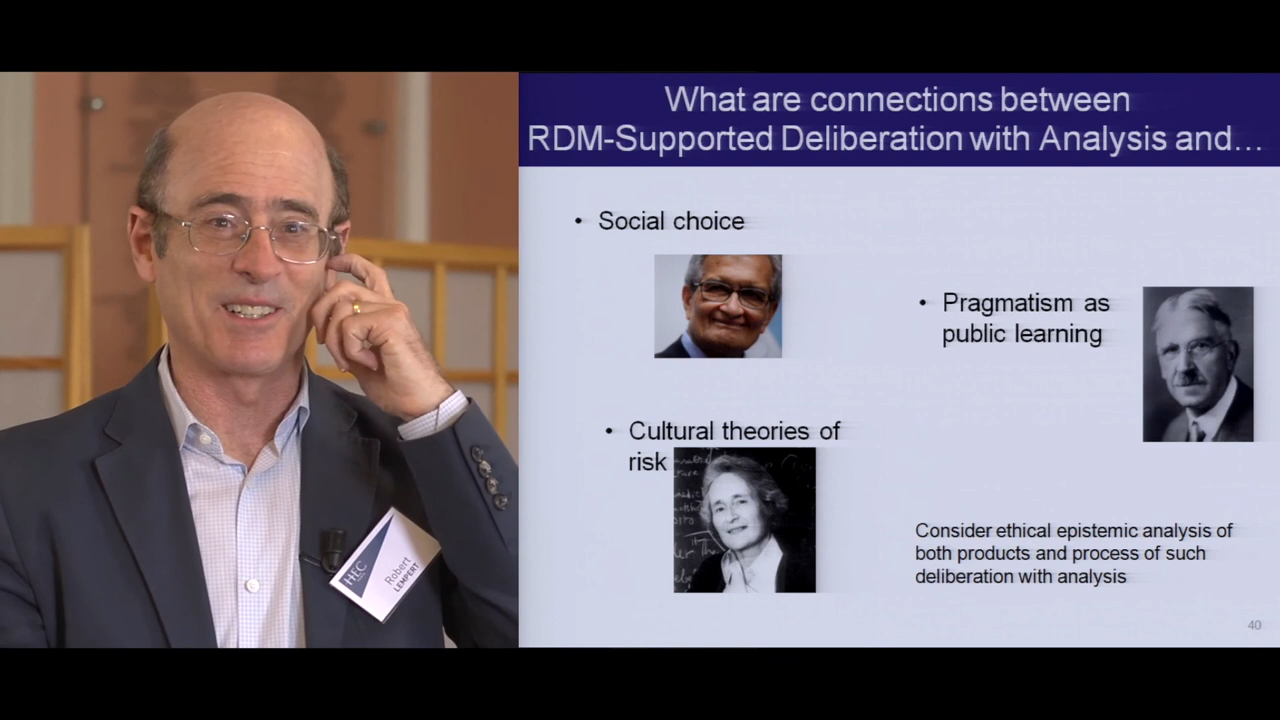 What are connections between
RDM-Supported Deliberation with Analysis and…
• Social choice
• Pragmatism as
public learning
• Cultural theories of
risk
Consider ethical epistemic analysis of
both products and process of such
deliberation with analysis
40
HEC
Robert
LEMPERT